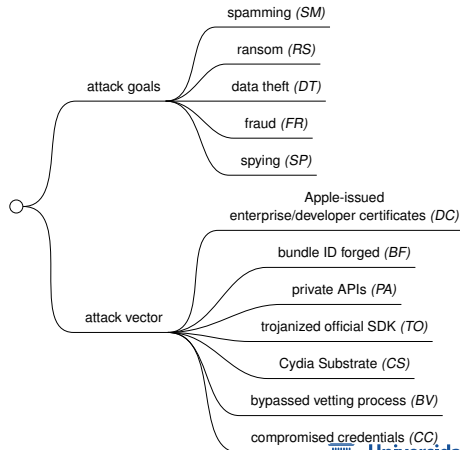 spamming (SM)
ransom (RS)
attack goals
data theft (DT)
fraud (FR)
spying (SP)
Apple-issued
enterprise/developer certificates (DC)
bundle ID forged (BF)
private APIs (PA)
attack vector
trojanized official SDK (TO)
Cydia Substrate (CS)
bypassed vetting process (BV)
compromised credentials (CC)